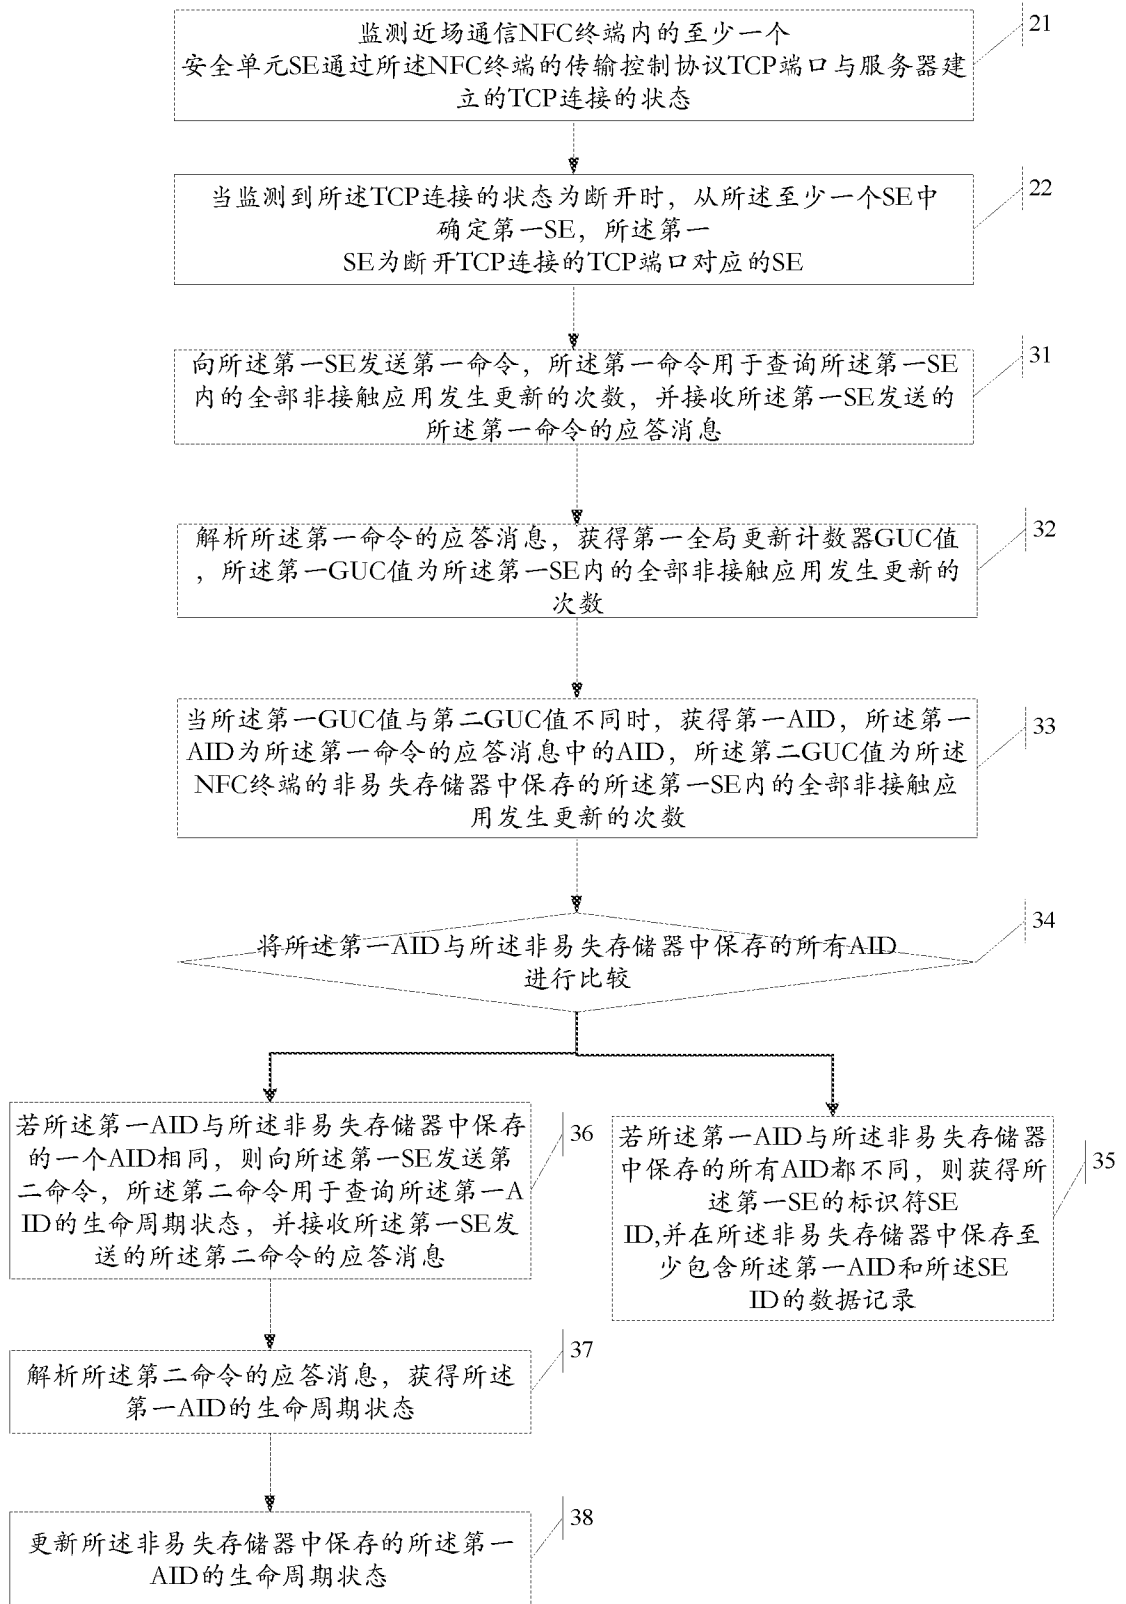 监测近场通信NFC终端内的至少一个
安全单元SE通过所述NFC终端的传输控制协议TCP端口与服务器建
立的TCP连接的状态
21
当监测到所述TCP连接的状态为断开时，从所述至少一个SE中
确定第一SE，所述第一
SE为断开TCP连接的TCP端口对应的SE
22
向所述第一SE发送第一命令，所述第一命令用于查询所述第一SE
内的全部非接触应用发生更新的次数，并接收所述第一SE发送的
所述第一命令的应答消息
31
解析所述第一命令的应答消息，获得第一全局更新计数器GUC值
，所述第一GUC值为所述第一SE内的全部非接触应用发生更新的
次数
32
当所述第一GUC值与第二GUC值不同时，获得第一AID，所述第一
AID为所述第一命令的应答消息中的AID，所述第二GUC值为所述
NFC终端的非易失存储器中保存的所述第一SE内的全部非接触应
用发生更新的次数
33
将所述第一AID与所述非易失存储器中保存的所有AID
进行比较
34
若所述第一AID与所述非易失存储器中保存
的一个AID相同，则向所述第一SE发送第
二命令，所述第二命令用于查询所述第一A
ID的生命周期状态，并接收所述第一SE发
送的所述第二命令的应答消息
36
若所述第一AID与所述非易失存储器
中保存的所有AID都不同，则获得所
述第一SE的标识符SE
ID,并在所述非易失存储器中保存至
少包含所述第一AID和所述SE
ID的数据记录
35
解析所述第二命令的应答消息，获得所述
第一AID的生命周期状态
37
更新所述非易失存储器中保存的所述第一
AID的生命周期状态
38